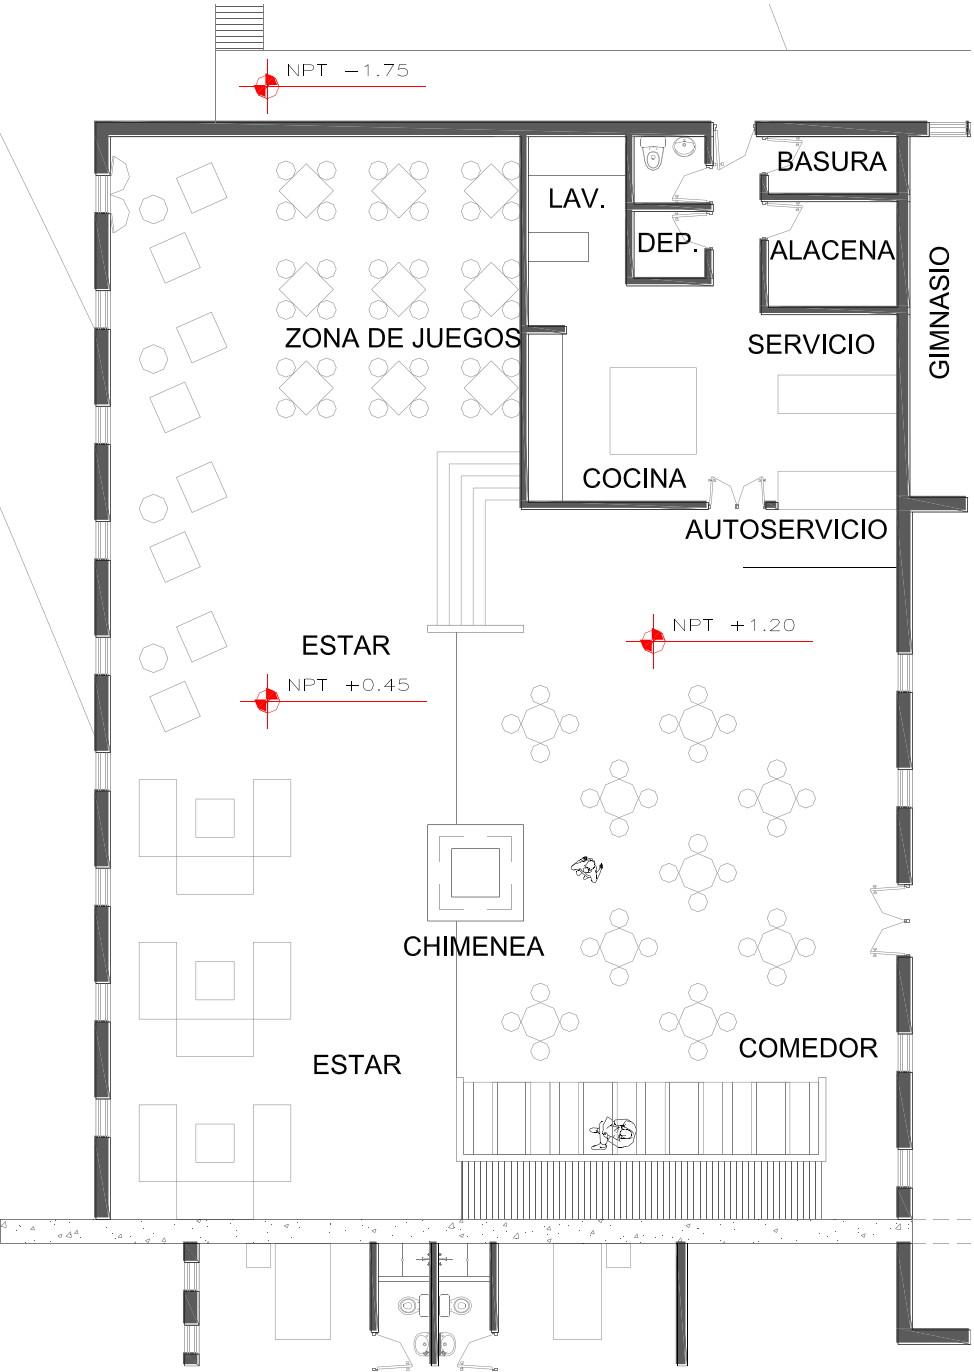 NPT -1.75
BASURA
LAV.
DEP.
ALACENA
GIMNASIO
ZONA DE JUEGOS
SERVICIO
COCINA
AUTOSERVICIO
NPT +1.20
ESTAR
NPT +0.45
CHIMENEA
COMEDOR
ESTAR